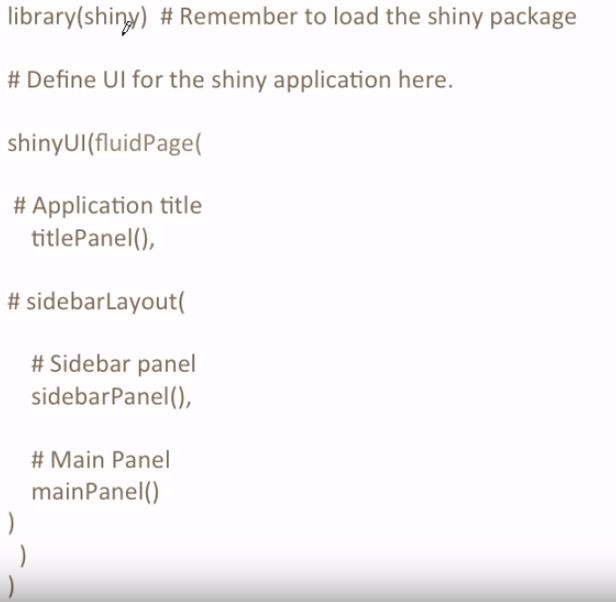 library(shiny)  # Remember to load the shiny package
# Define UI for the shiny application here.
shinyUI(fluidPage(
# Application title
titlePanel(),
# sidebarLayout(
# Sidebar panel
sidebarPanel(),
# Main Panel
mainPanel()
)
)
)